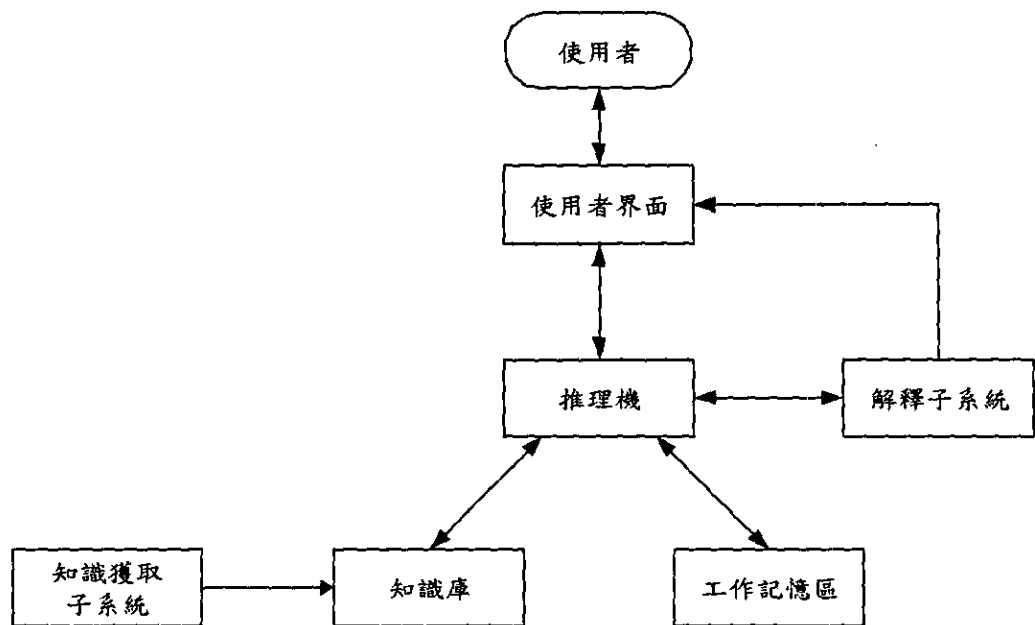 使用者
使用者界面
推理機
解釋子系統
知識獲取
子系統
知識庫
工作記憶區